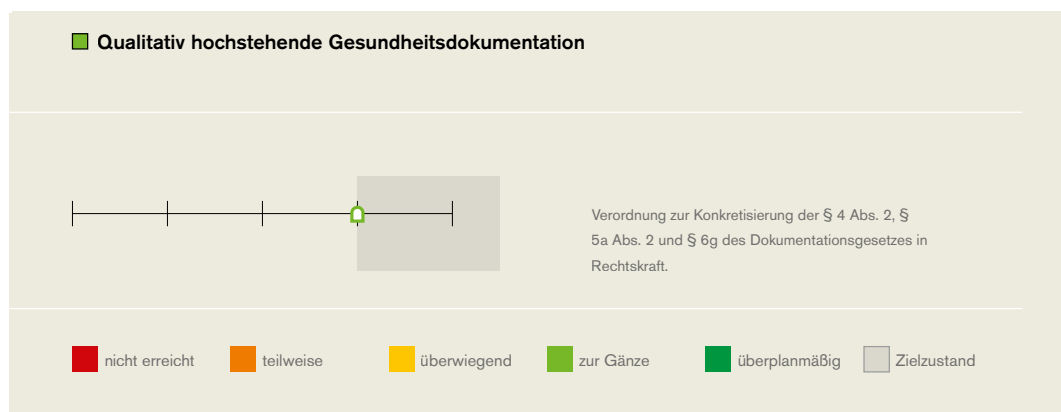 Qualitativ hochstehende Gesundheitsdokumentation
Verordnung zur Konkretisierung der § 4 Abs. 2, §
5a Abs. 2 und § 6g des Dokumentationsgesetzes in
Rechtskraft.
nicht erreicht teilweise überwiegend zur Gänze überplanmäßig Zielzustand